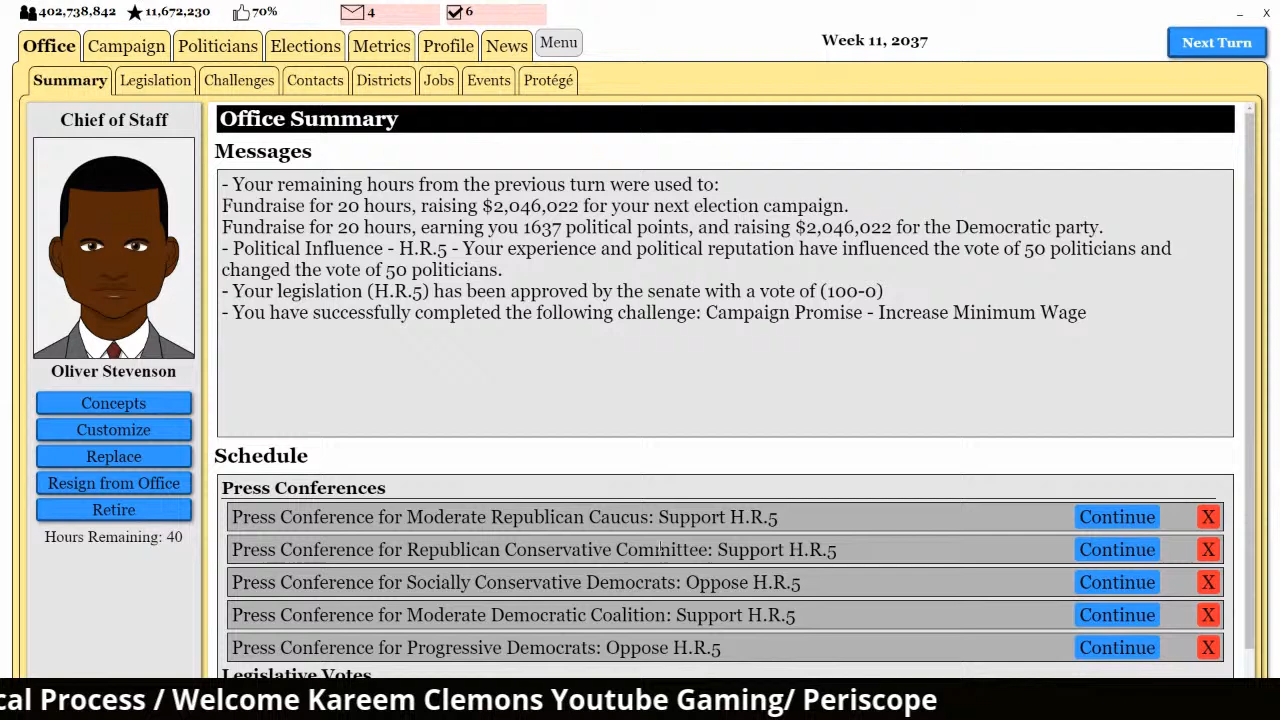 402,738,842 11,672,230 70% 4 6
_ X
Office Campaign Politicians Elections Metrics Profile News Menu
Week 11, 2037
Next Turn
Summary Legislation Challenges Contacts Districts Jobs Events Protégé
Chief of Staff
Oliver Stevenson
Concepts
Customize
Replace
Resign from Office
Retire
Hours Remaining: 40
Office Summary
Messages
- Your remaining hours from the previous turn were used to:
Fundraise for 20 hours, raising $2,046,022 for your next election campaign.
Fundraise for 20 hours, earning you 1637 political points, and raising $2,046,022 for the Democratic party.
- Political Influence - H.R.5 - Your experience and political reputation have influenced the vote of 50 politicians and
changed the vote of 50 politicians.
- Your legislation (H.R.5) has been approved by the senate with a vote of (100-0)
- You have successfully completed the following challenge: Campaign Promise - Increase Minimum Wage
Schedule
Press Conferences
Press Conference for Moderate Republican Caucus: Support H.R.5 Continue X
Press Conference for Republican Conservative Committee: Support H.R.5 Continue X
Press Conference for Socially Conservative Democrats: Oppose H.R.5 Continue X
Press Conference for Moderate Democratic Coalition: Support H.R.5 Continue X
Press Conference for Progressive Democrats: Oppose H.R.5 Continue X
Legislative Votes
cal Process / Welcome Kareem Clemons Youtube Gaming/ Periscope